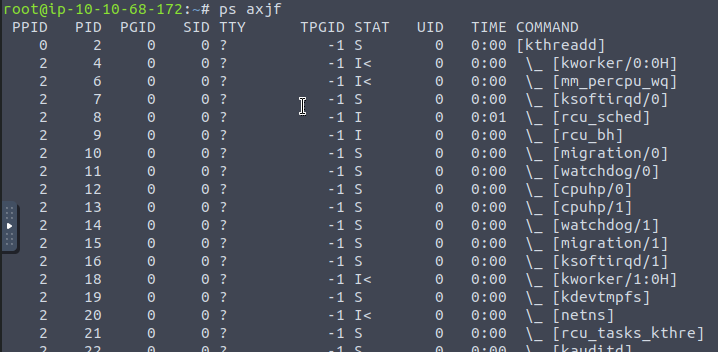 root@ip-10-10-68-172:~# ps axjf
PPID PID PGID SID TTY TPGID STAT UID TIME COMMAND
0 2 0 0 ? -1 S 0 0:00 [kthreadd]
2 4 0 0 ? -1 I< 0 0:00 \_ [kworker/0:0H]
2 6 0 0 ? -1 I< 0 0:00 \_ [mm_percpu_wq]
2 7 0 0 ? -1 S 0 0:00 \_ [ksoftirqd/0]
2 8 0 0 ? -1 I 0 0:01 \_ [rcu_sched]
2 9 0 0 ? -1 I 0 0:00 \_ [rcu_bh]
2 10 0 0 ? -1 S 0 0:00 \_ [migration/0]
2 11 0 0 ? -1 S 0 0:00 \_ [watchdog/0]
2 12 0 0 ? -1 S 0 0:00 \_ [cpuhp/0]
2 13 0 0 ? -1 S 0 0:00 \_ [cpuhp/1]
2 14 0 0 ? -1 S 0 0:00 \_ [watchdog/1]
2 15 0 0 ? -1 S 0 0:00 \_ [migration/1]
2 16 0 0 ? -1 S 0 0:00 \_ [ksoftirqd/1]
2 18 0 0 ? -1 I< 0 0:00 \_ [kworker/1:0H]
2 19 0 0 ? -1 S 0 0:00 \_ [kdevtmpfs]
2 20 0 0 ? -1 I< 0 0:00 \_ [netns]
2 21 0 0 ? -1 S 0 0:00 \_ [rcu_tasks_kthre]
2 22 0 0 ? -1 S 0 0:00 \_ [kauditd]